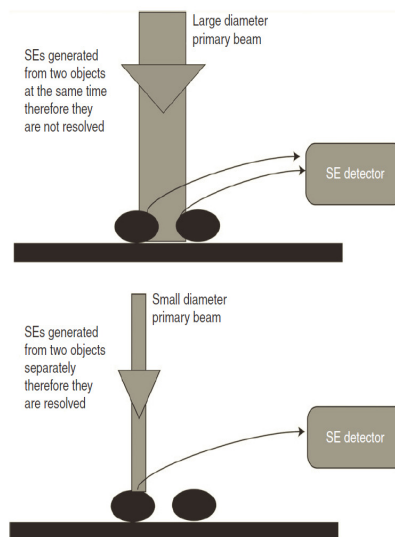 Large diameter
primary beam
SEs generated
from two objects
at the same time
therefore they
are not resolved
SE detector
Small diameter
primary beam
SEs generated
from two objects
separately
therefore they
are resolved
SE detector